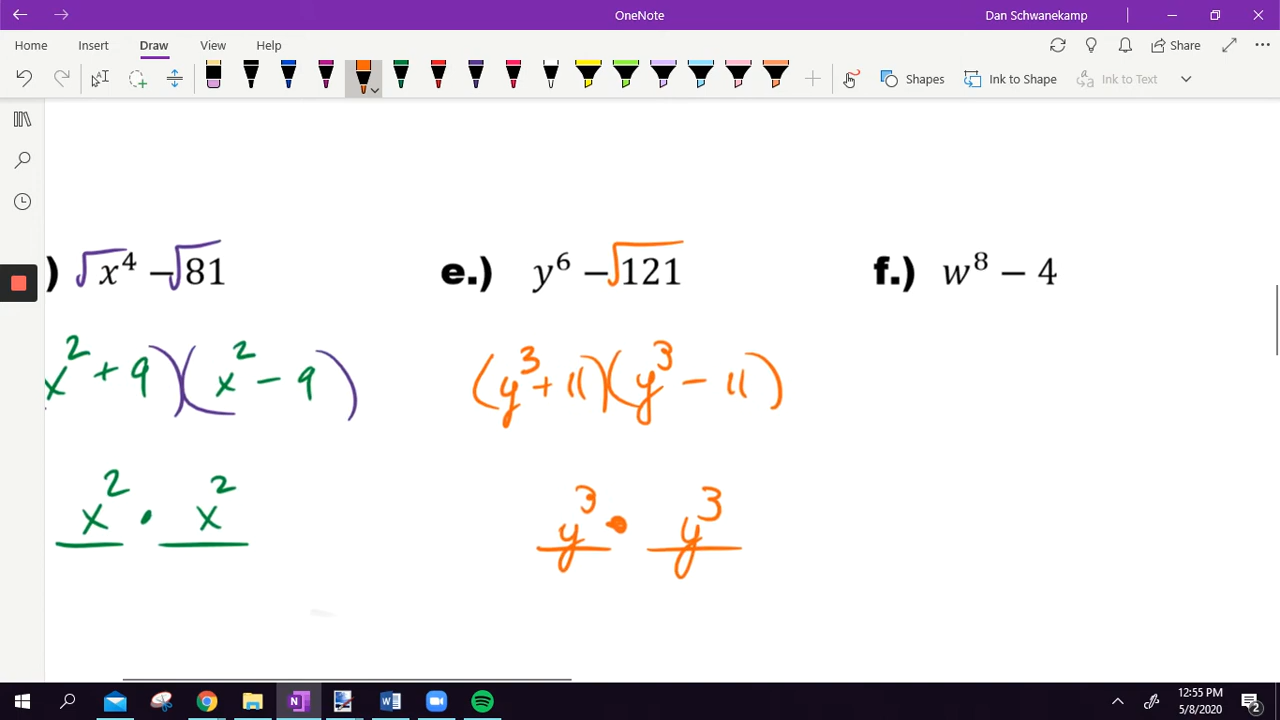 OneNote
Dan Schwanekamp
Home Insert Draw View Help
Share
Shapes Ink to Shape Ink to Text
) √x⁴ − √81
e.) y⁶ − √121
f.) w⁸ − 4
x² + 9)(x² − 9)
(y³ + 11)(y³ − 11)
x² · x²
y³ · y³
12:55 PM
5/8/2020
2